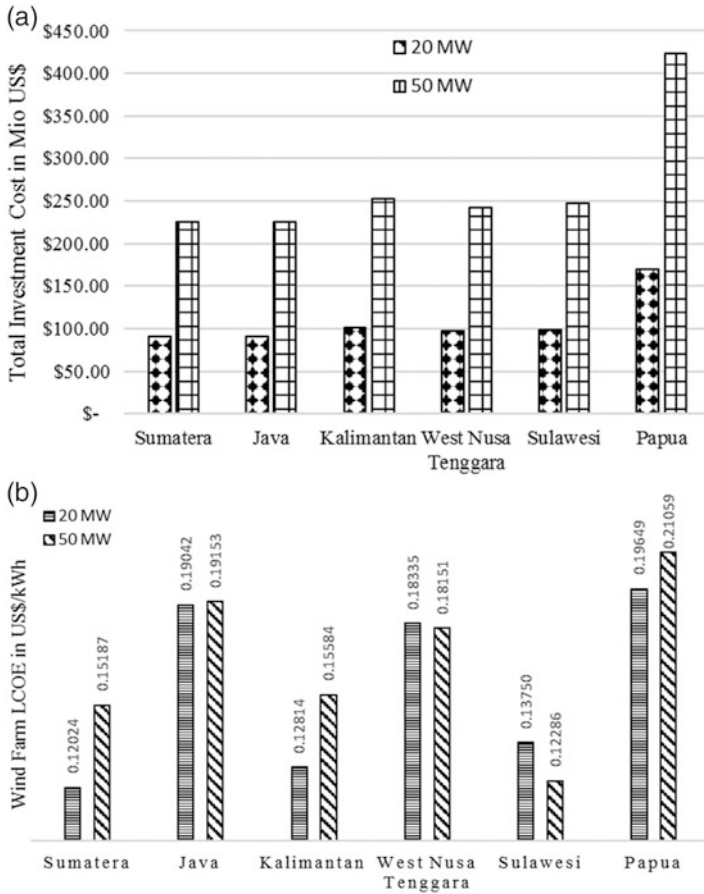 (a)
Total Investment Cost in Mio US$
$450.00
$400.00
$350.00
$300.00
$250.00
$200.00
$150.00
$100.00
$50.00
$-
20 MW
50 MW
Sumatera
Java
Kalimantan
West Nusa
Tenggara
Sulawesi
Papua
(b)
Wind Farm LCOE in US$/kWh
20 MW
50 MW
0.12024
0.15187
0.19042
0.19153
0.12814
0.15584
0.18335
0.18151
0.13750
0.12286
0.19649
0.21059
Sumatera
Java
Kalimantan
West Nusa
Tenggara
Sulawesi
Papua